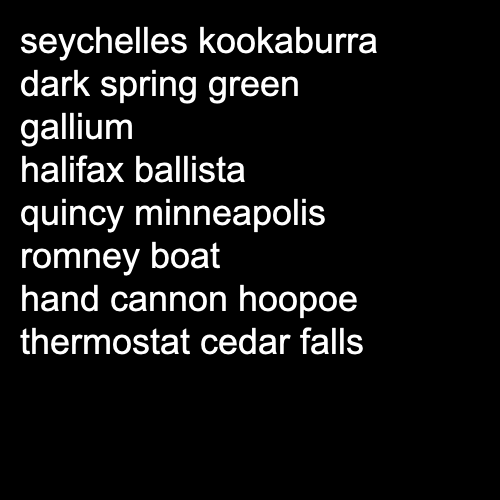 seychelles kookaburra
dark spring green
gallium
halifax ballista
quincy minneapolis
romney boat
hand cannon hoopoe
thermostat cedar falls